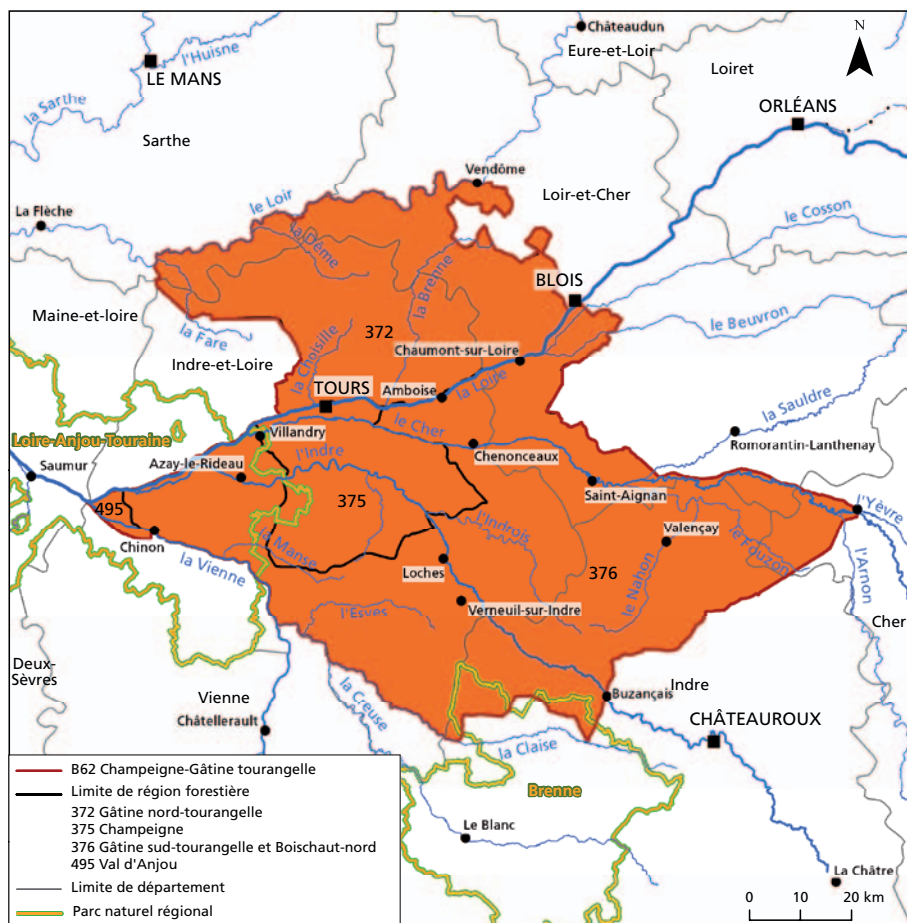 Châteaudun
N
l'Huisne
Eure-et-Loir
Loiret
LE MANS
la Sarthe
ORLÉANS
Sarthe
Vendôme
Loir-et-Cher
le Loir
La Flèche
le Cosson
la Dême
la Brenne
BLOIS
Maine-et-loire
le Beuvron
la Fare
372
Indre-et-Loire
la Choisille
Chaumont-sur-Loire
TOURS
Amboise
la Loire
la Sauldre
le Cher
Villandry
Loire-Anjou-Touraine
Romorantin-Lanthenay
Chenonceaux
l'Indre
Saumur
Azay-le-Rideau
Saint-Aignan
495
375
l'Yèvre
l'Indrois
Valençay
Chinon
la Manse
le Fouzon
la Vienne
Loches
376
l'Arnon
le Nahon
Verneuil-sur-Indre
l'Esves
Cher
Deux-
Sèvres
Vienne
Buzançais
Indre
la Creuse
Châtellerault
CHÂTEAUROUX
la Claise
Brenne
Le Blanc
La Châtre
B62 Champeigne-Gâtine tourangelle
Limite de région forestière
372 Gâtine nord-tourangelle
375 Champeigne
376 Gâtine sud-tourangelle et Boischaut-nord
495 Val d'Anjou
Limite de département
Parc naturel régional
0 10 20 km